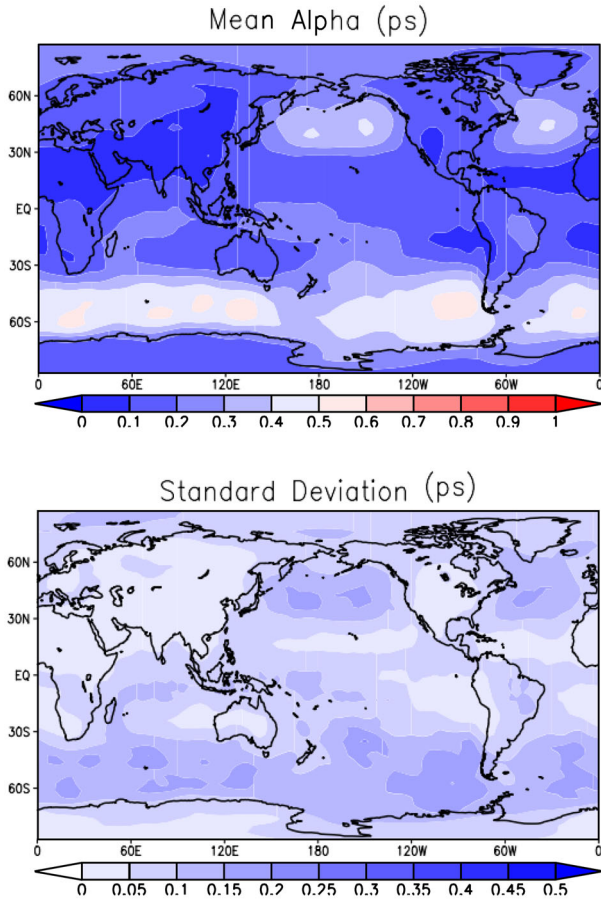 Mean Alpha (ps)
60N
30N
EQ
30S
60S
0 60E 120E 180 120W 60W 0
0 0.1 0.2 0.3 0.4 0.5 0.6 0.7 0.8 0.9 1
Standard Deviation (ps)
60N
30N
EQ
30S
60S
0 60E 120E 180 120W 60W 0
0 0.05 0.1 0.15 0.2 0.25 0.3 0.35 0.4 0.45 0.5